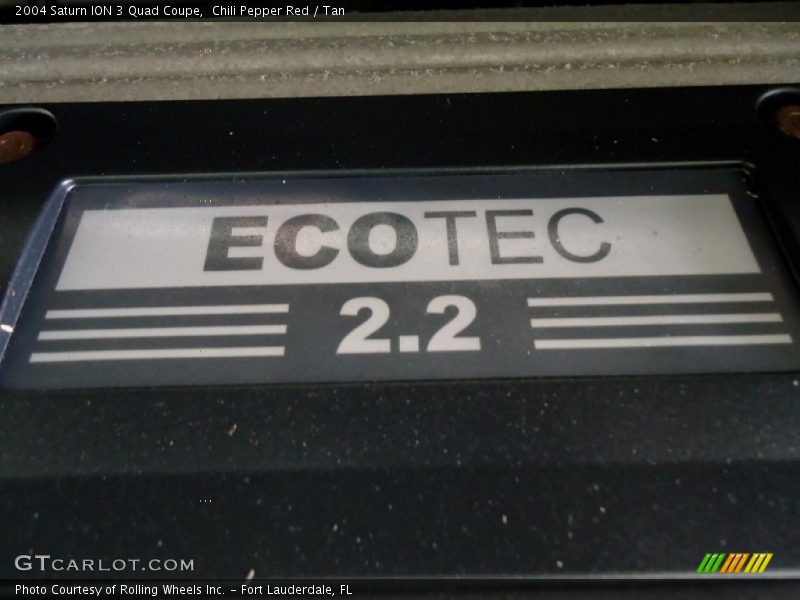 2004 Saturn ION 3 Quad Coupe,  Chili Pepper Red / Tan
ECOTEC
2.2
GTCARLOT.COM
Photo Courtesy of Rolling Wheels Inc. – Fort Lauderdale, FL